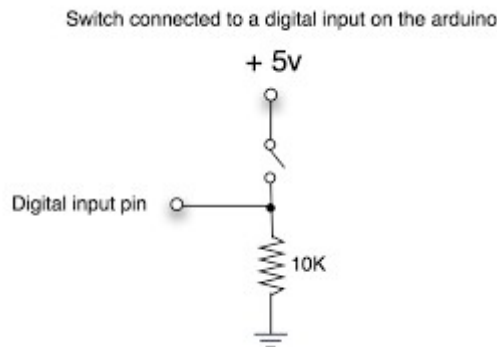 Switch connected to a digital input on the arduino
+ 5v
Digital input pin
10K